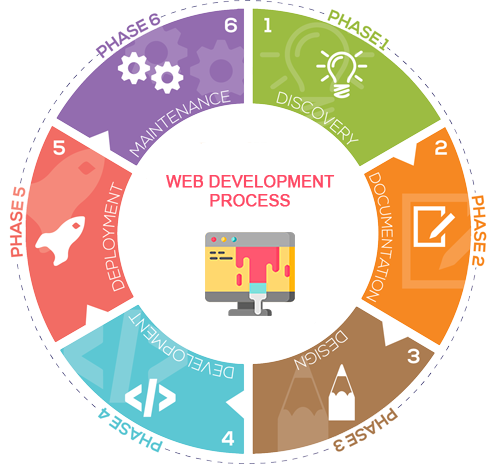 WEB DEVELOPMENT
PROCESS
PHASE 1
1
DISCOVERY
PHASE 2
2
DOCUMENTATION
PHASE 3
3
DESIGN
PHASE 4
4
DEVELOPMENT
PHASE 5
5
DEPLOYMENT
PHASE 6
6
MAINTENANCE